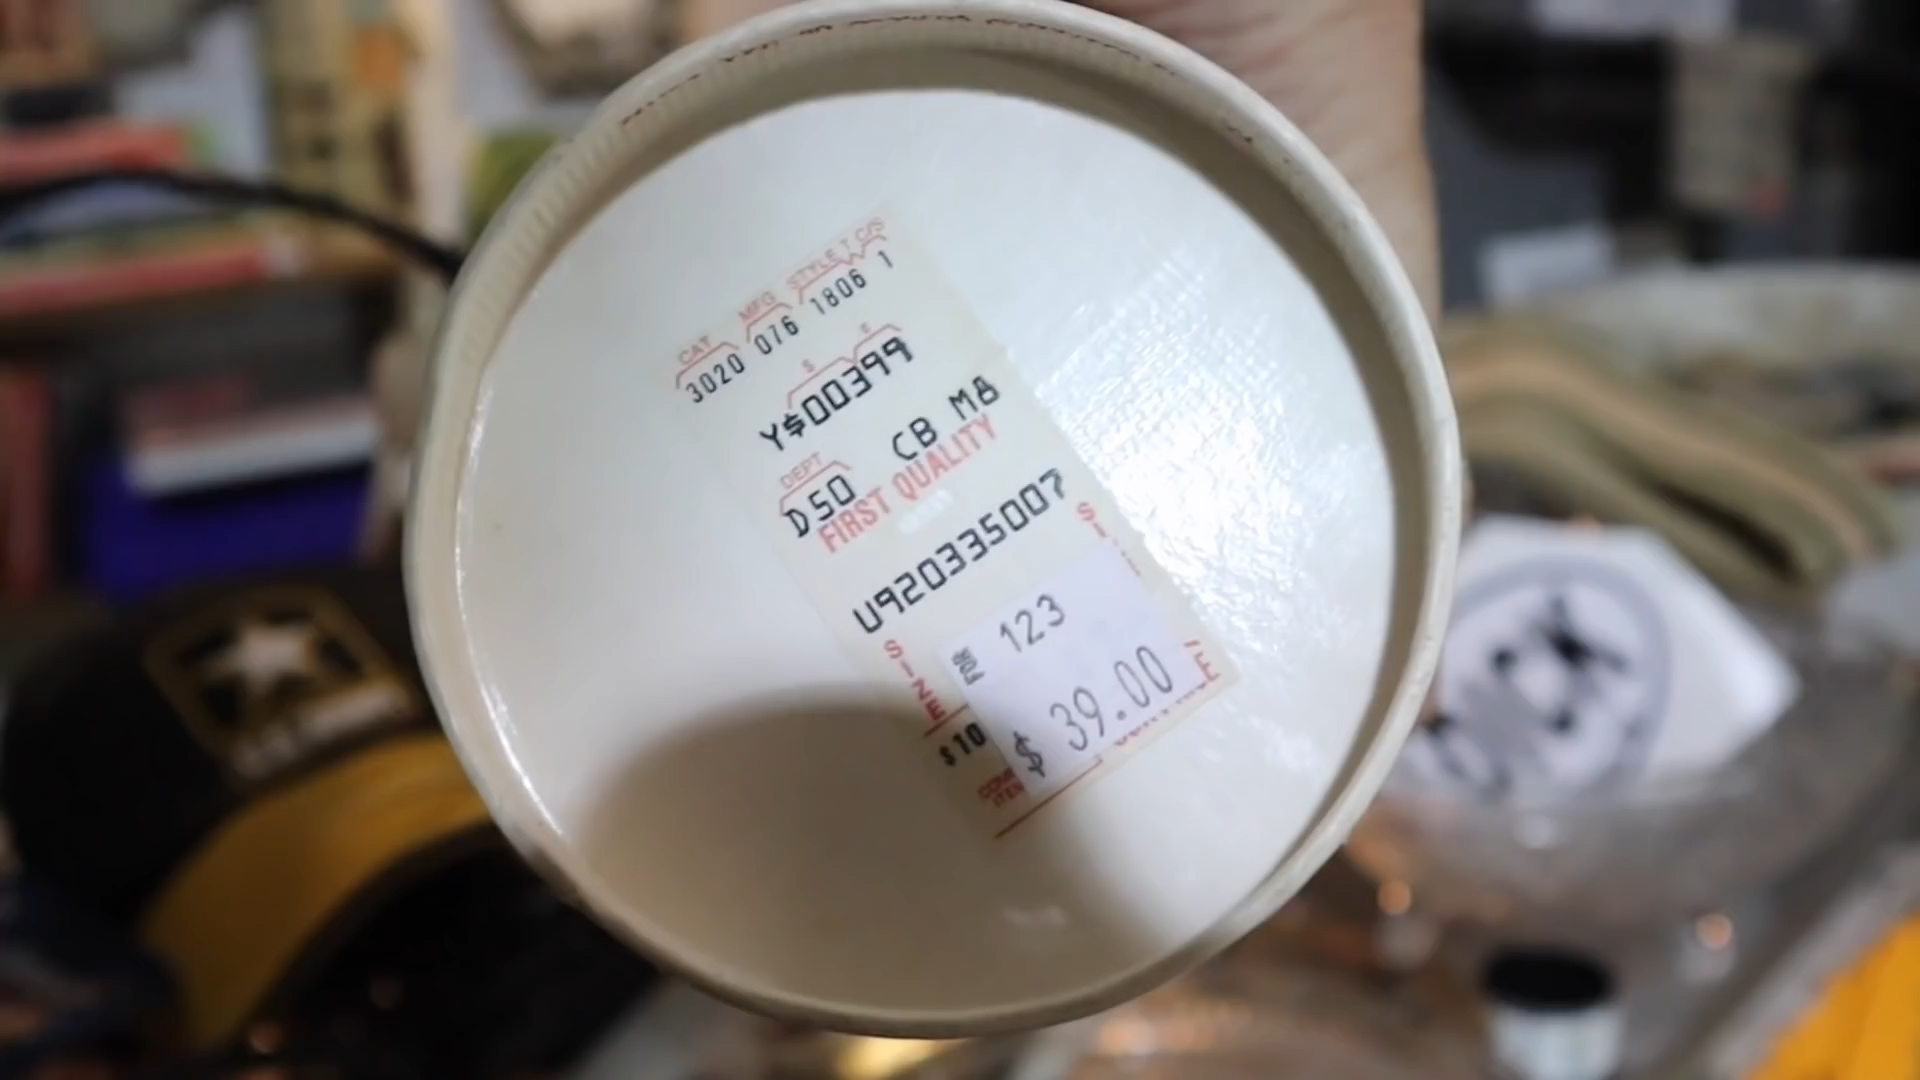 CAT MFG STYLE T C/S
3020 076 1806 1
$ ¢
Y$00399
DEPT
D50 CB M8
FIRST QUALITY
U920335007
SIZE
123
$ 39.00
$10